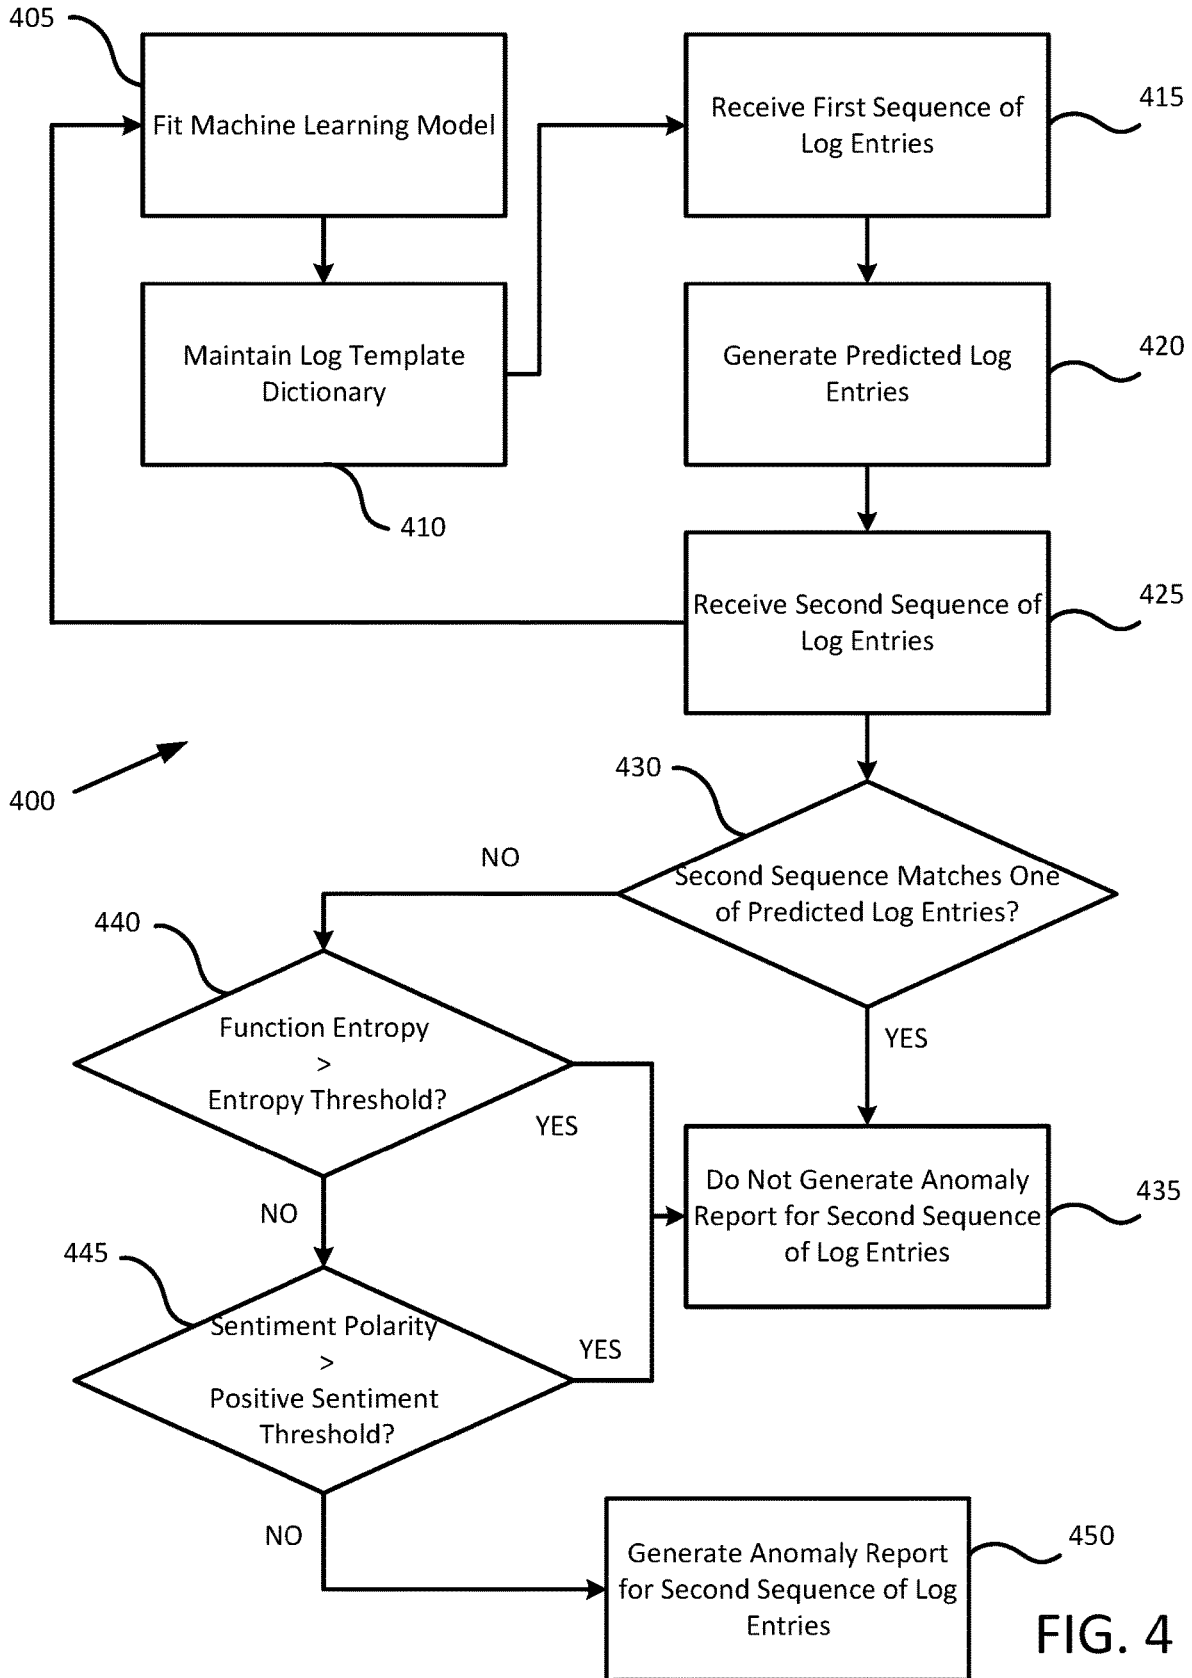 405
Fit Machine Learning Model
Receive First Sequence of
Log Entries
415
Maintain Log Template
Dictionary
410
Generate Predicted Log
Entries
420
Receive Second Sequence of
Log Entries
425
400
430
Second Sequence Matches One
of Predicted Log Entries?
NO
YES
440
Function Entropy
>
Entropy Threshold?
YES
NO
Do Not Generate Anomaly
Report for Second Sequence
of Log Entries
435
445
Sentiment Polarity
>
Positive Sentiment
Threshold?
YES
NO
Generate Anomaly Report
for Second Sequence of Log
Entries
450
FIG. 4